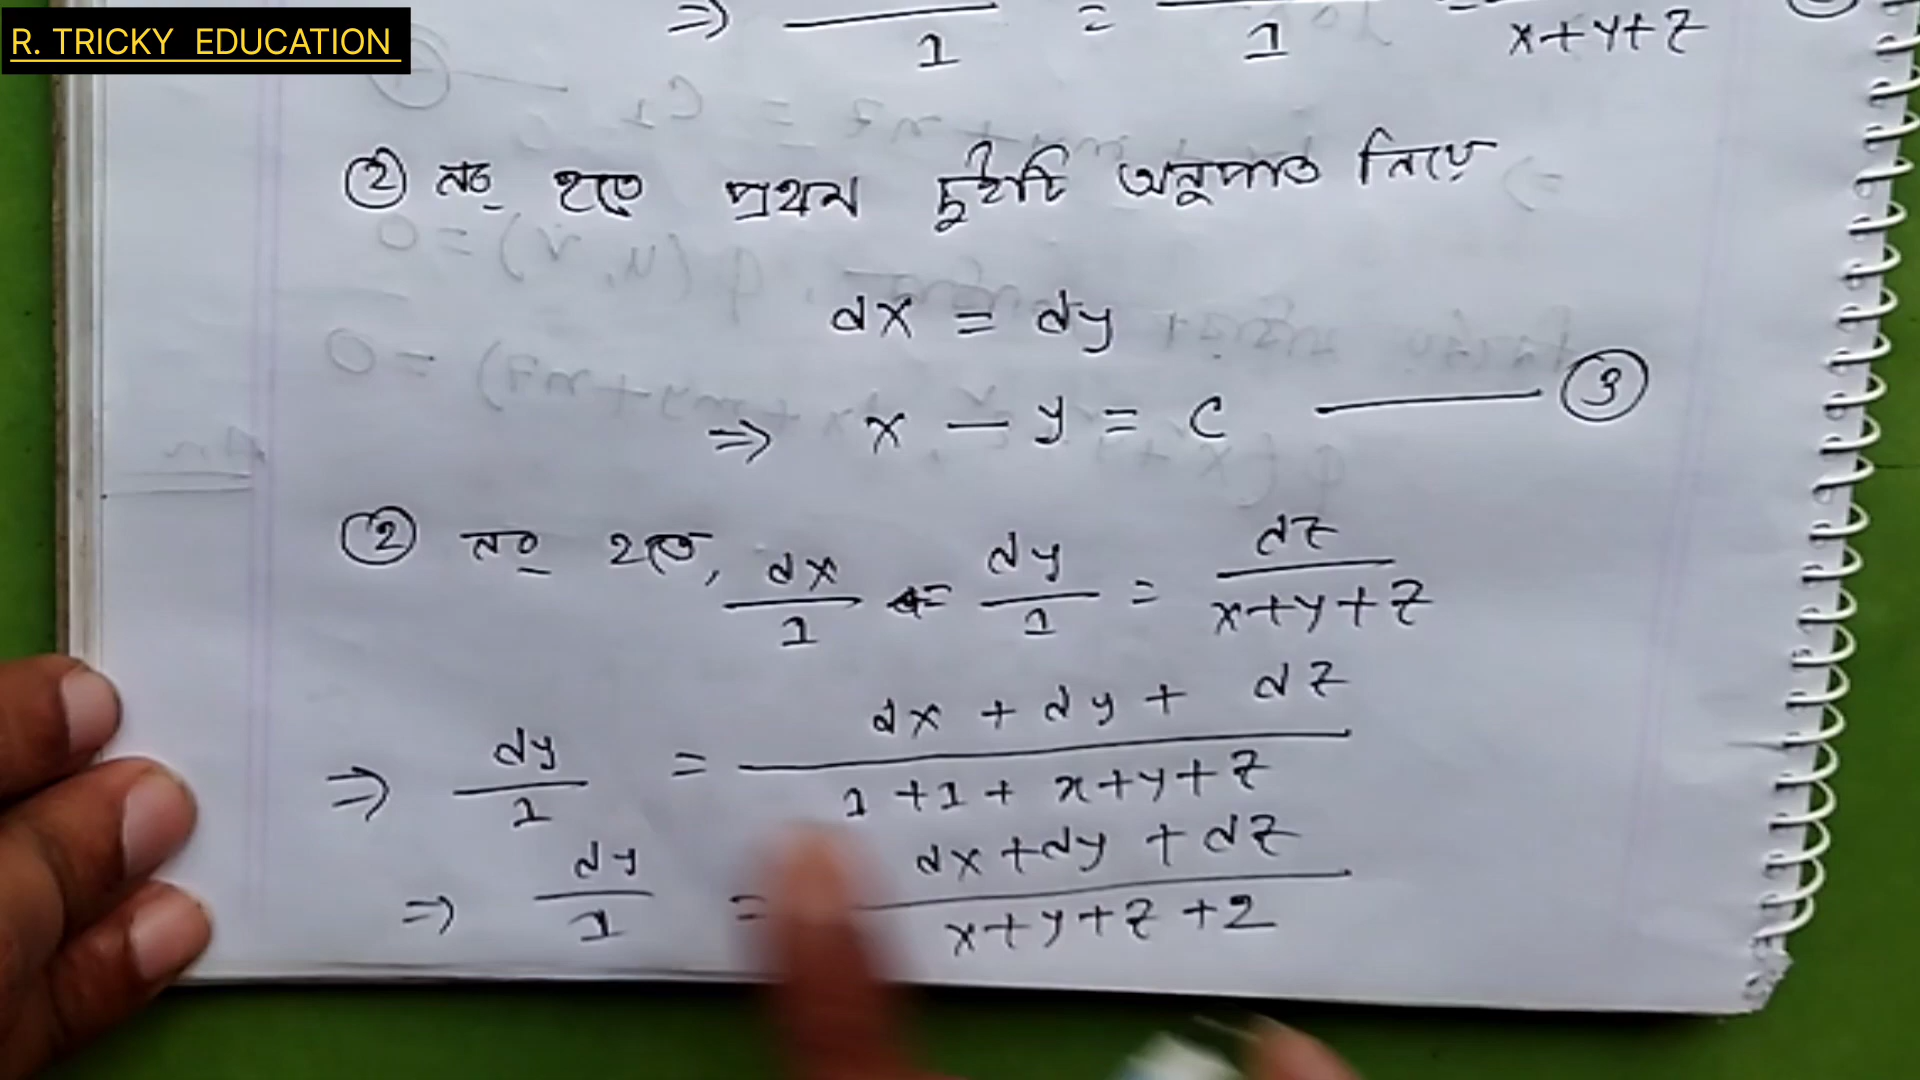 R. TRICKY EDUCATION
⇒ ―/1 = ―/1 = ―/x+y+z
② নং হতে প্রথম দুইটি অনুপাত নিয়ে
dx = dy
⇒ x − y = c ——— ③
② নং হতে, dx/1 = dy/1 = dz/x+y+z
⇒ dy/1 = dx + dy + dz/1 + 1 + x+y+z
⇒ dy/1 = dx+dy+dz/x+y+z+2